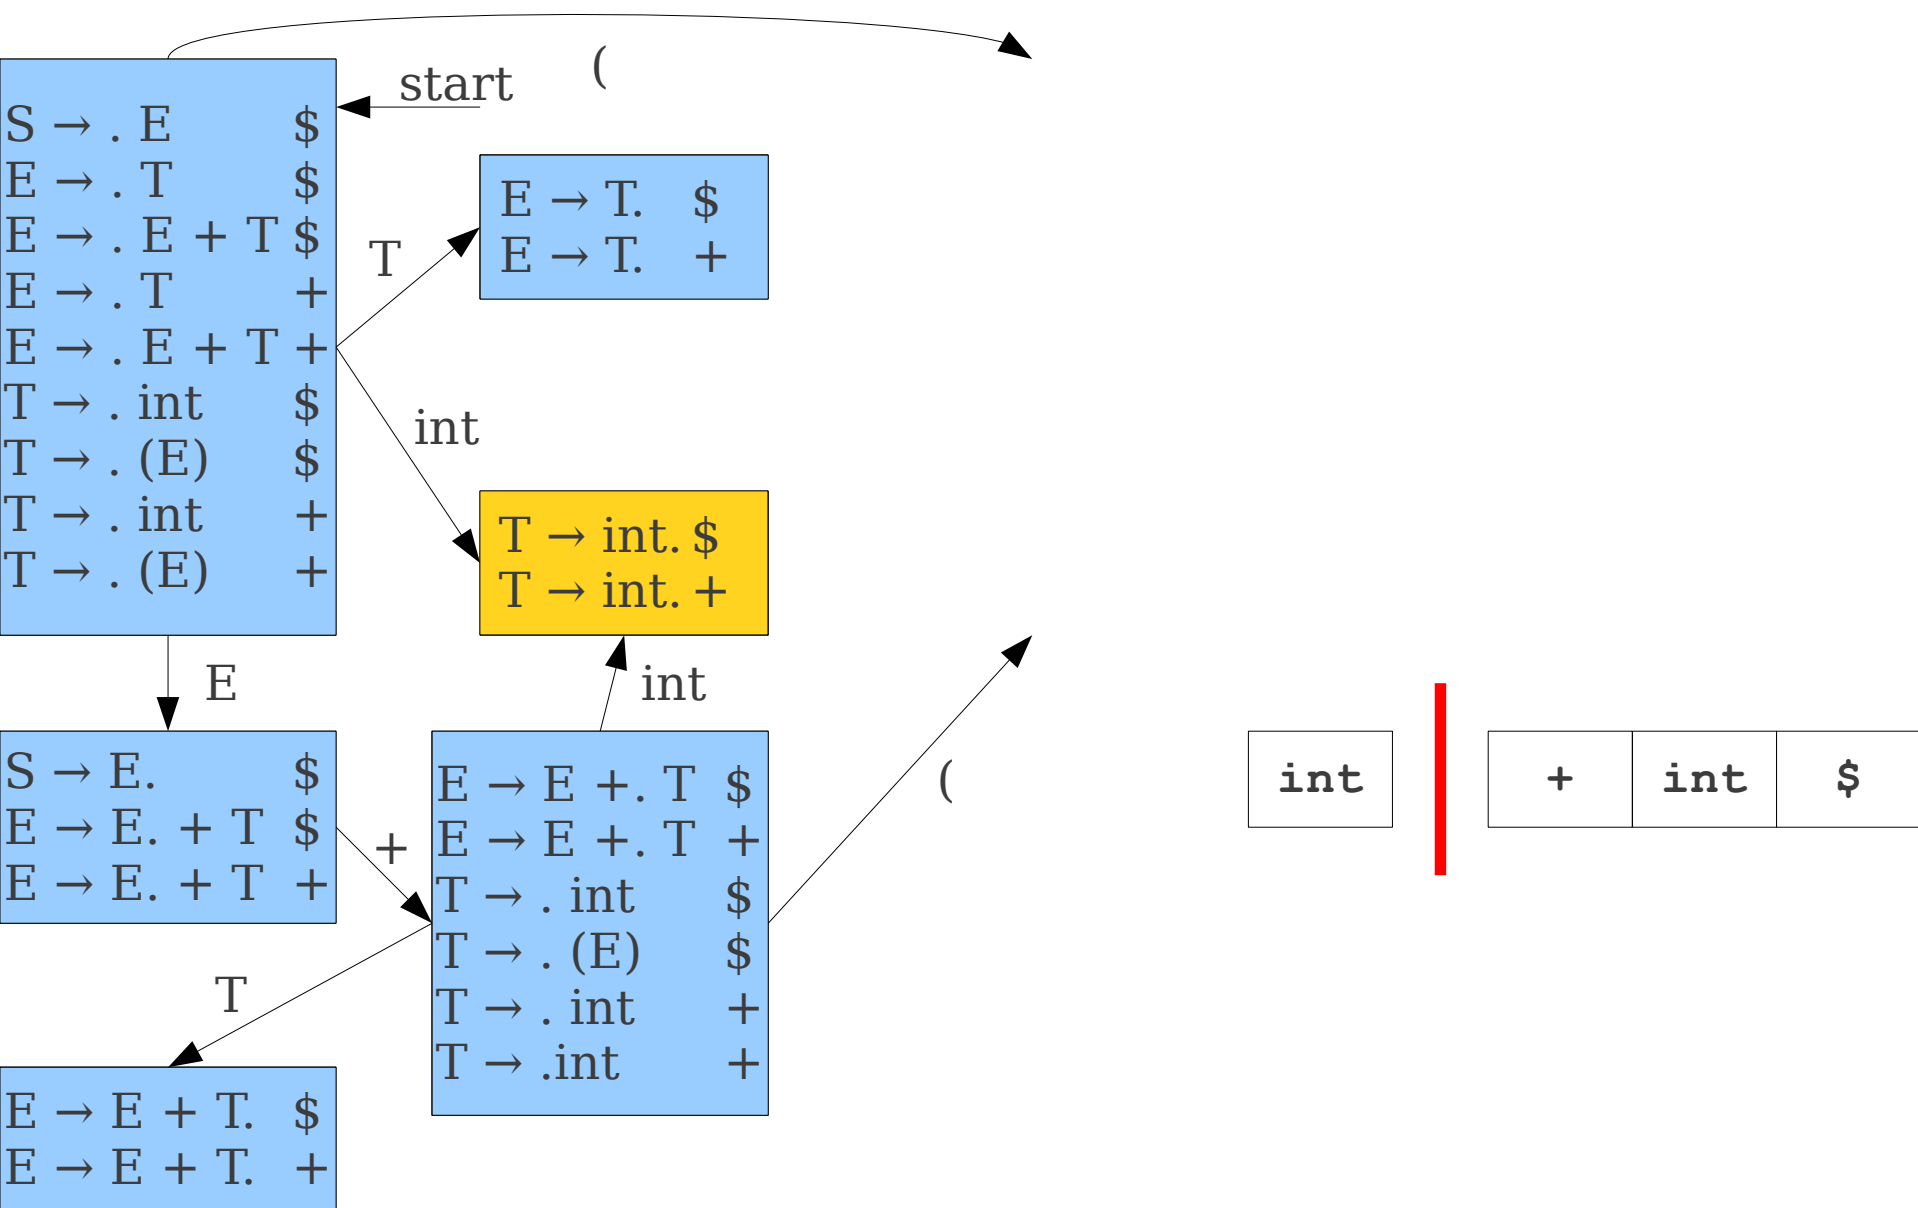 (
start
S → . E $
E → . T $
E → . E + T $
E → . T +
E → . E + T +
T → . int $
T → . (E) $
T → . int +
T → . (E) +
T
E → T. $
E → T. +
int
T → int. $
T → int. +
E
int
S → E. $
E → E. + T $
E → E. + T +
+
E → E +. T $
E → E +. T +
T → . int $
T → . (E) $
T → . int +
T → .int +
(
int + int $
T
E → E + T. $
E → E + T. +